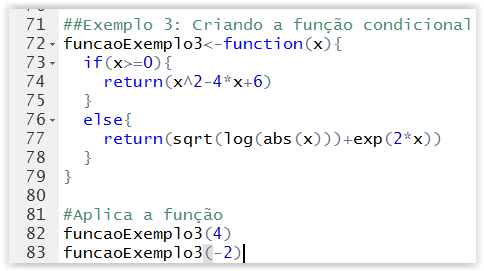 71 ##Exemplo 3: Criando a função condicional
72 funcaoExemplo3<-function(x){
73 if(x>=0){
74 return(x^2-4*x+6)
75 }
76 else{
77 return(sqrt(log(abs(x)))+exp(2*x))
78 }
79 }
80
81 #Aplica a função
82 funcaoExemplo3(4)
83 funcaoExemplo3(-2)